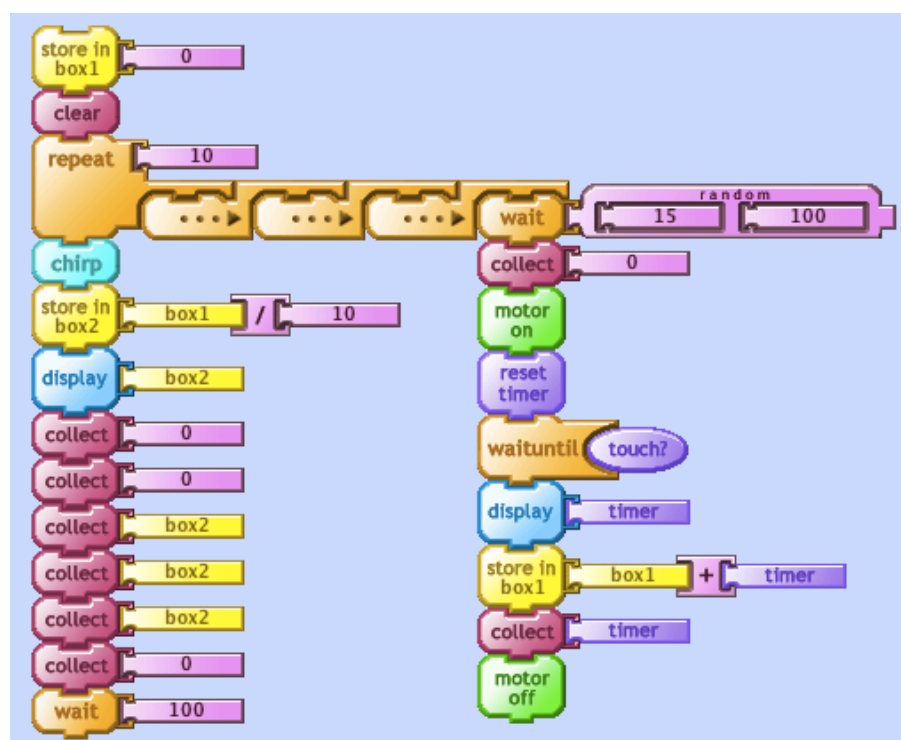 store in
box1
0
clear
repeat
10
wait
random
15
100
chirp
store in
box2
box1
/
10
display
box2
collect
0
collect
0
collect
box2
collect
box2
collect
box2
collect
0
wait
100
collect
0
motor
on
reset
timer
waituntil
touch?
display
timer
store in
box1
box1
+
timer
collect
timer
motor
off